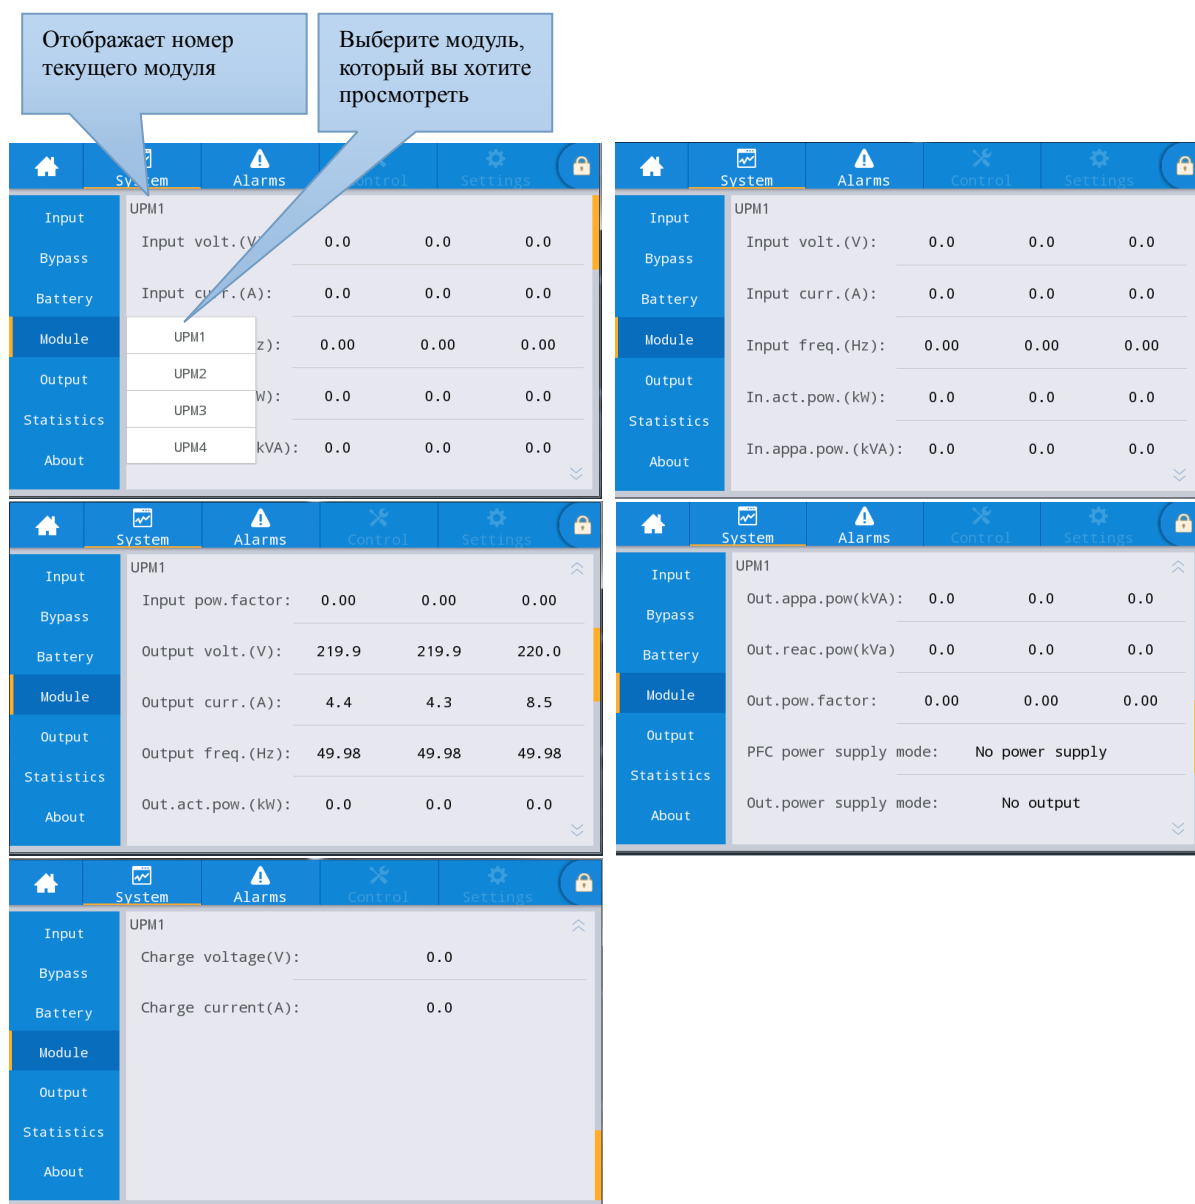 Отображает номер
текущего модуля
Выберите модуль,
который вы хотите
просмотреть
System Alarms Control Settings
Input
Bypass
Battery
Module
Output
Statistics
About
UPM1
Input volt.(V): 0.0 0.0 0.0
Input curr.(A): 0.0 0.0 0.0
z): 0.00 0.00 0.00
W): 0.0 0.0 0.0
kVA): 0.0 0.0 0.0
UPM1
UPM2
UPM3
UPM4
System Alarms Control Settings
Input
Bypass
Battery
Module
Output
Statistics
About
UPM1
Input volt.(V): 0.0 0.0 0.0
Input curr.(A): 0.0 0.0 0.0
Input freq.(Hz): 0.00 0.00 0.00
In.act.pow.(kW): 0.0 0.0 0.0
In.appa.pow.(kVA): 0.0 0.0 0.0
System Alarms Control Settings
Input
Bypass
Battery
Module
Output
Statistics
About
UPM1
Input pow.factor: 0.00 0.00 0.00
Output volt.(V): 219.9 219.9 220.0
Output curr.(A): 4.4 4.3 8.5
Output freq.(Hz): 49.98 49.98 49.98
Out.act.pow.(kW): 0.0 0.0 0.0
System Alarms Control Settings
Input
Bypass
Battery
Module
Output
Statistics
About
UPM1
Out.appa.pow(kVA): 0.0 0.0 0.0
Out.reac.pow(kVa) 0.0 0.0 0.0
Out.pow.factor: 0.00 0.00 0.00
PFC power supply mode: No power supply
Out.power supply mode: No output
System Alarms Control Settings
Input
Bypass
Battery
Module
Output
Statistics
About
UPM1
Charge voltage(V): 0.0
Charge current(A): 0.0